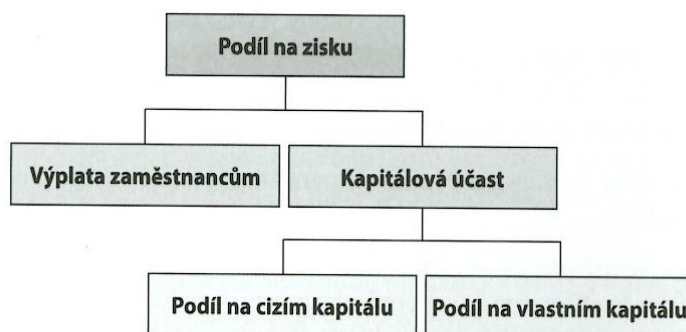 Podíl na zisku
Výplata zaměstnancům
Kapitálová účast
Podíl na cizím kapitálu
Podíl na vlastním kapitálu